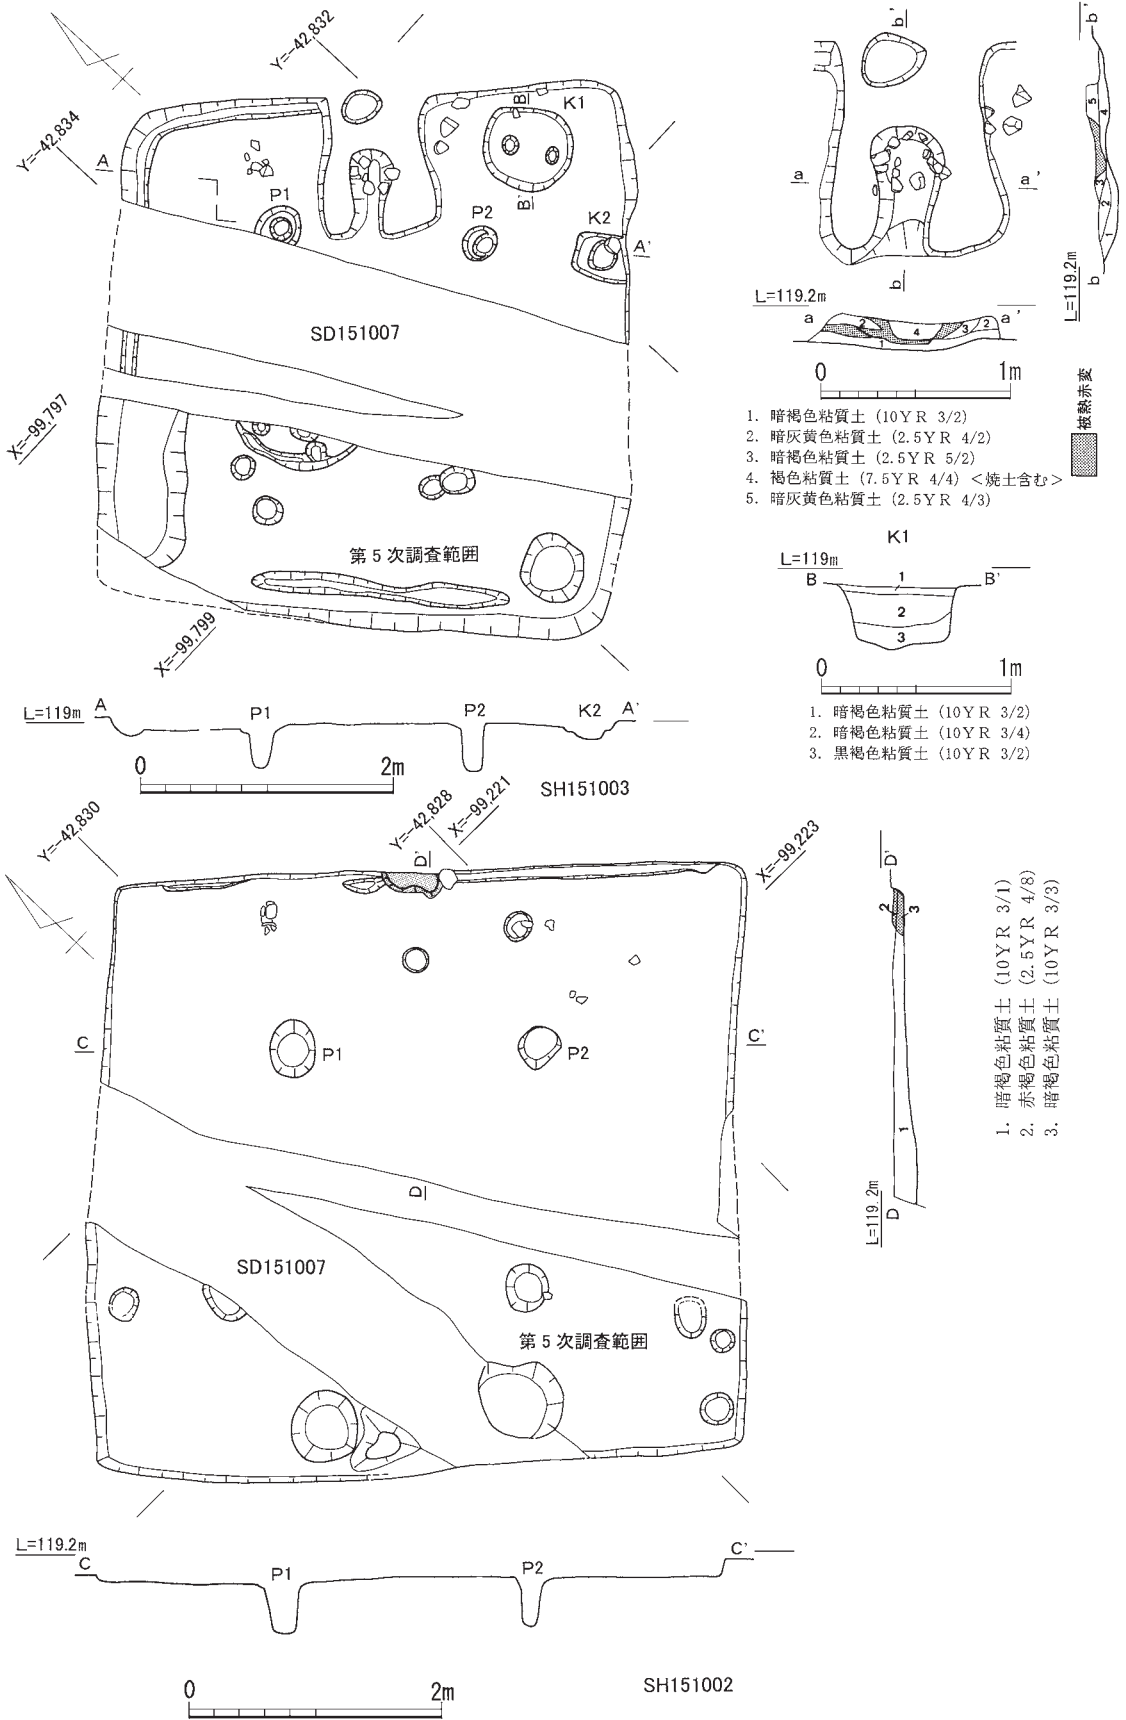 Y=-42,832
Y=-42,834
A
B
K1
P1
P2
B'
K2
A'
SD151007
X=-99,797
第5次調査範囲
X=-99,799
L=119m
A
P1
P2
K2
A'
0
2m
SH151003
b'
a
a'
b
b'
5
4
3
2
1
b
L=119.2m
L=119.2m
a
a'
2
4
3
2
1
0
1m
被熱赤変
1. 暗褐色粘質土 (10YR 3/2)
2. 暗灰黄色粘質土 (2.5YR 4/2)
3. 暗褐色粘質土 (2.5YR 5/2)
4. 褐色粘質土 (7.5YR 4/4) <焼土含む>
5. 暗灰黄色粘質土 (2.5YR 4/3)
K1
L=119m
B
B'
1
2
3
0
1m
1. 暗褐色粘質土 (10YR 3/2)
2. 暗褐色粘質土 (10YR 3/4)
3. 黒褐色粘質土 (10YR 3/2)
Y=-42,830
Y=-42,828
X=-99,221
X=-99,223
D'
C
P1
P2
C'
D
SD151007
第5次調査範囲
D'
2
3
1
L=119.2m
D
1. 暗褐色粘質土 (10YR 3/1)
2. 赤褐色粘質土 (2.5YR 4/8)
3. 暗褐色粘質土 (10YR 3/3)
L=119.2m
C
P1
P2
C'
0
2m
SH151002